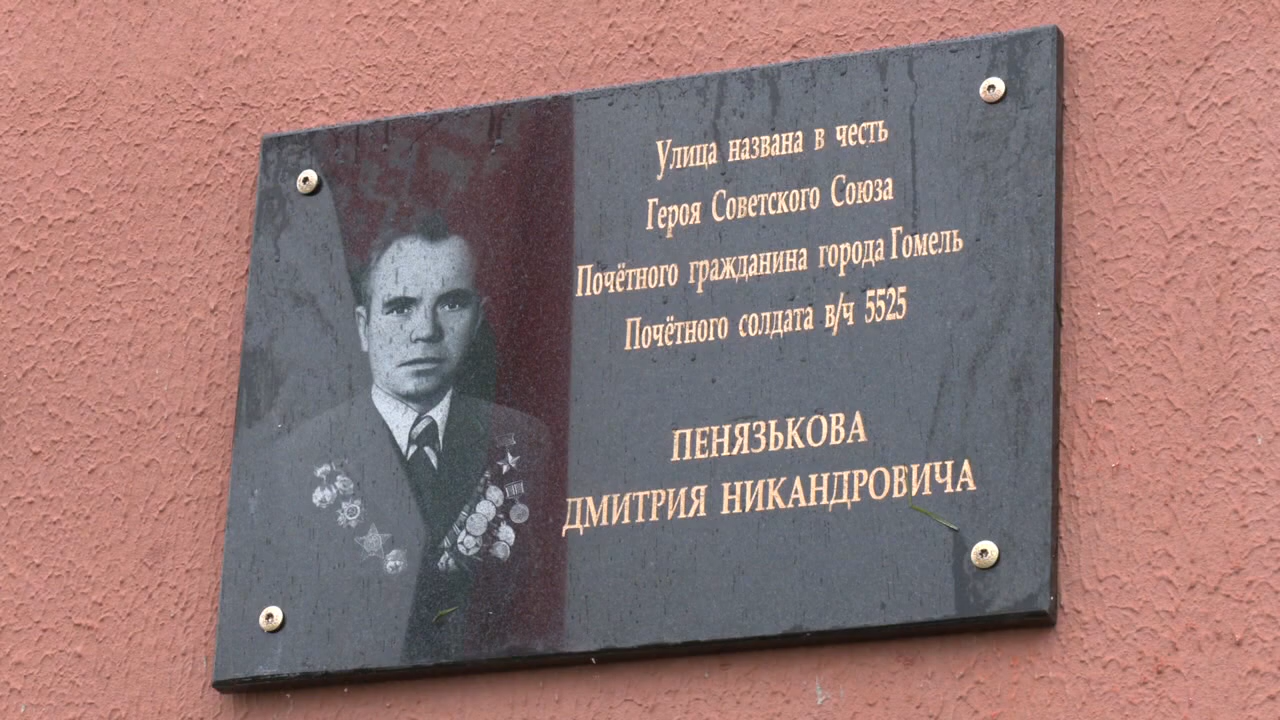 Улица названа в честь
Героя Советского Союза
Почётного гражданина города Гомель
Почётного солдата в/ч 5525
ПЕНЯЗЬКОВА
ДМИТРИЯ НИКАНДРОВИЧА